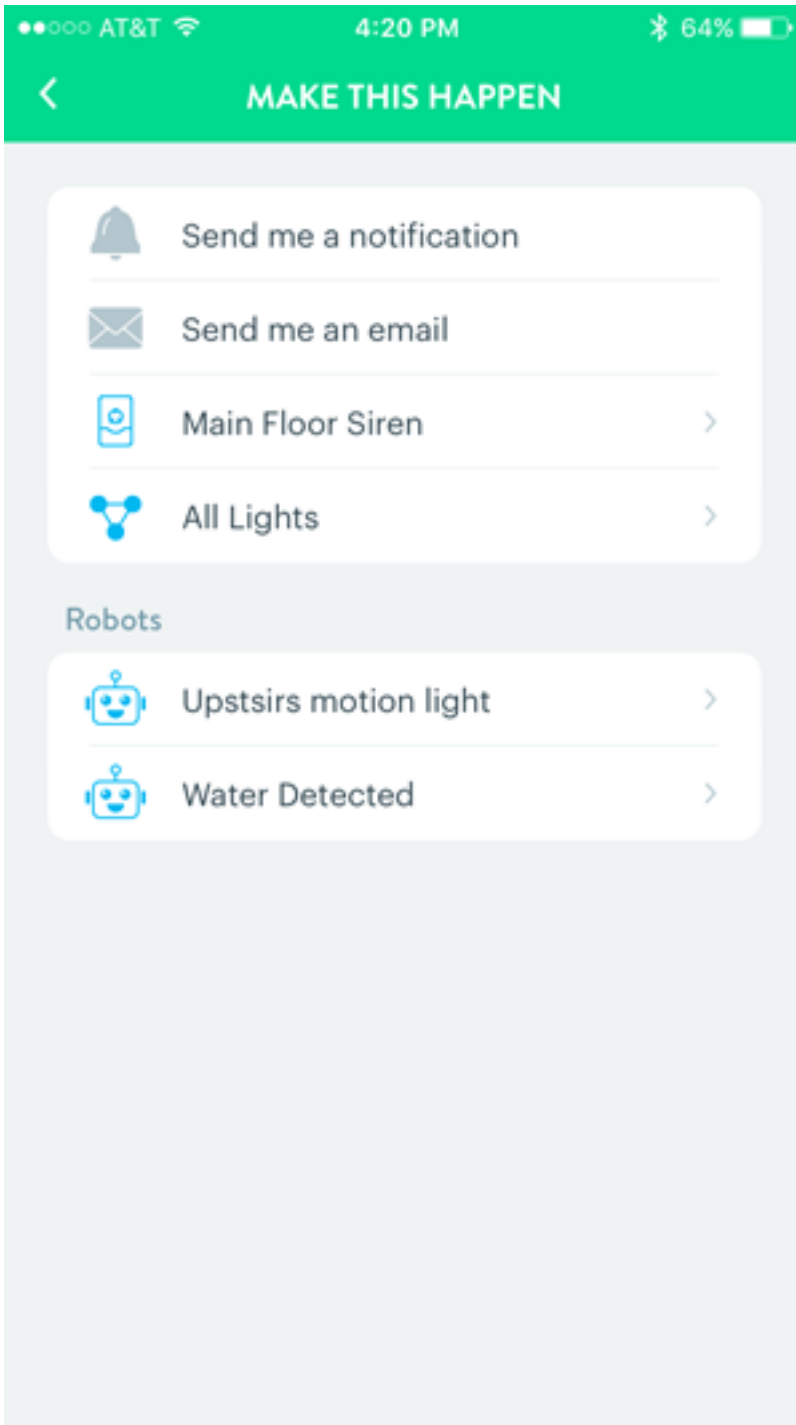 AT&T 4:20 PM 64%
MAKE THIS HAPPEN
Send me a notification
Send me an email
Main Floor Siren
All Lights
Robots
Upstsirs motion light
Water Detected